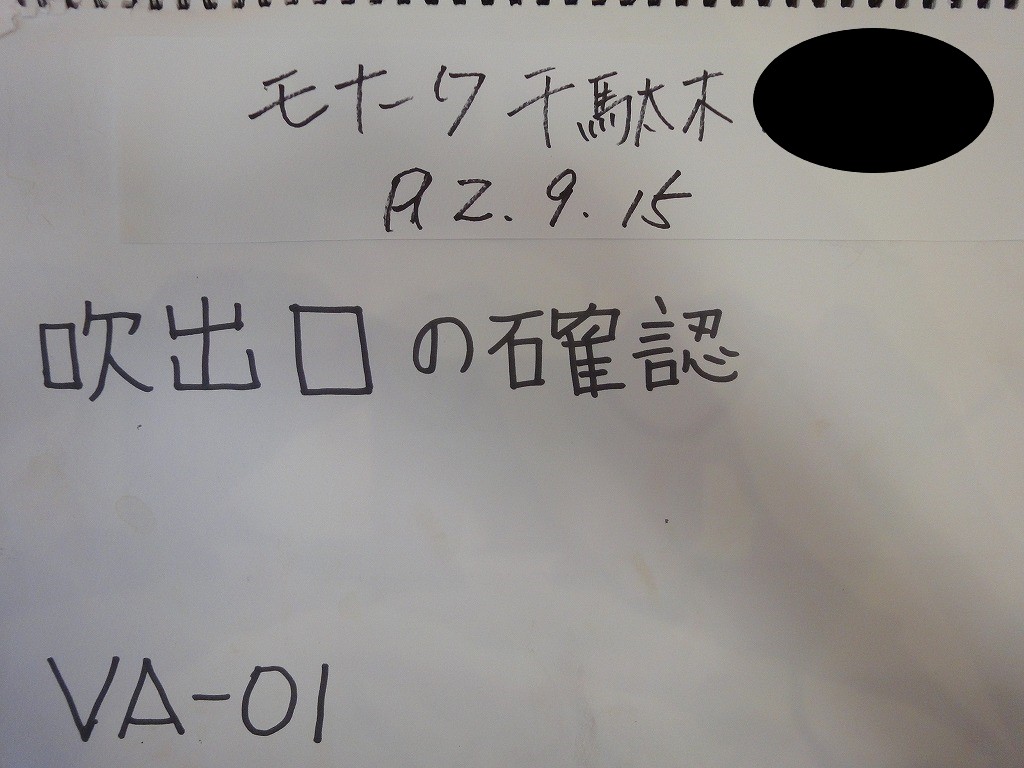 モナーク千駄木
R2.9.15
吹出口の確認
VA-01